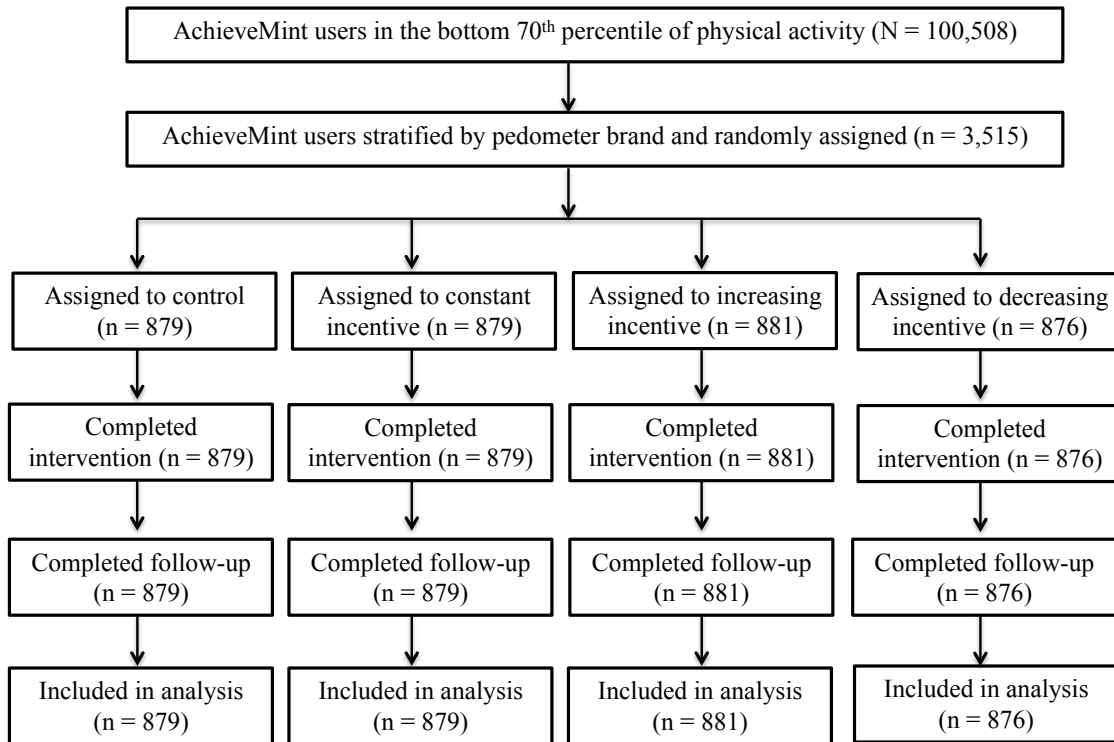 AchieveMint users in the bottom 70th percentile of physical activity (N = 100,508)
AchieveMint users stratified by pedometer brand and randomly assigned (n = 3,515)
Assigned to control
(n = 879)
Assigned to constant
incentive (n = 879)
Assigned to increasing
incentive (n = 881)
Assigned to decreasing
incentive (n = 876)
Completed
intervention (n = 879)
Completed
intervention (n = 879)
Completed
intervention (n = 881)
Completed
intervention (n = 876)
Completed follow-up
(n = 879)
Completed follow-up
(n = 879)
Completed follow-up
(n = 881)
Completed follow-up
(n = 876)
Included in analysis
(n = 879)
Included in analysis
(n = 879)
Included in analysis
(n = 881)
Included in analysis
(n = 876)